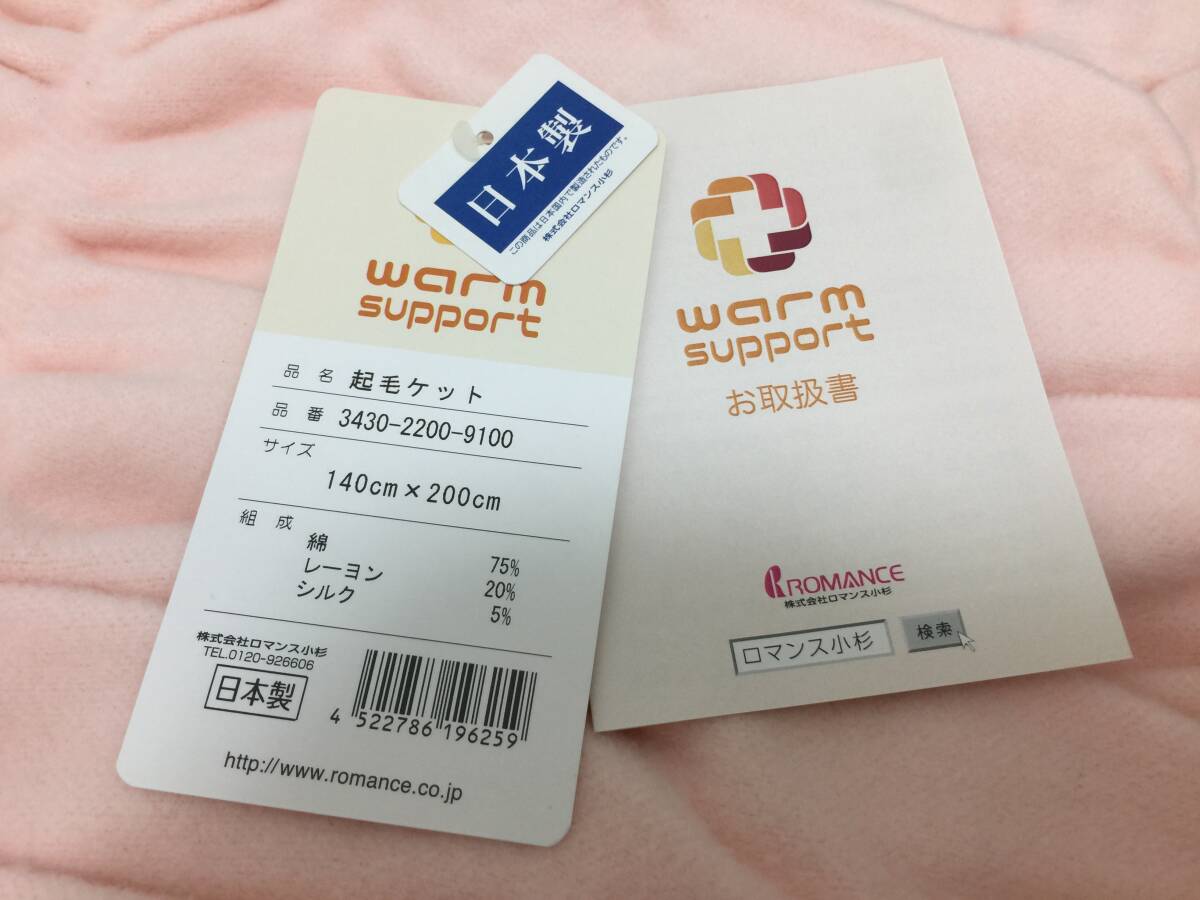 日本製
この商品は日本国内で製造されたものです。
株式会社ロマンス小杉
warm
support
品名 起毛ケット
品番 3430-2200-9100
サイズ
140cm×200cm
組成
綿 75%
レーヨン 20%
シルク 5%
株式会社ロマンス小杉
TEL.0120-926606
日本製
4 522786 196259
http://www.romance.co.jp
warm
support
お取扱書
ROMANCE
株式会社ロマンス小杉
ロマンス小杉 検索